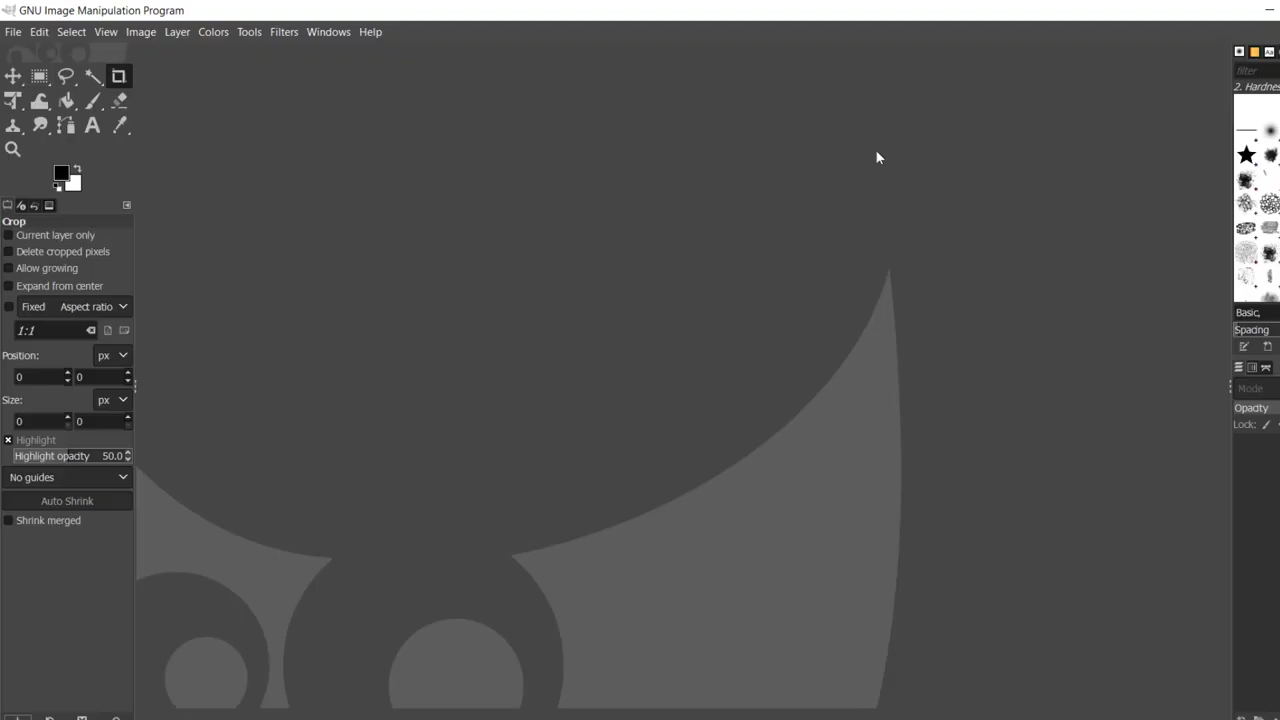 GNU Image Manipulation Program
File Edit Select View Image Layer Colors Tools Filters Windows Help
filter
2. Hardnes
Crop
Current layer only
Delete cropped pixels
Allow growing
Expand from center
Fixed Aspect ratio
1:1
Position: px
0 0
Size: px
0 0
Highlight
Highlight opacity 50.0
No guides
Auto Shrink
Shrink merged
Aa
Basic,
Spacing
Mode
Opacity
Lock: